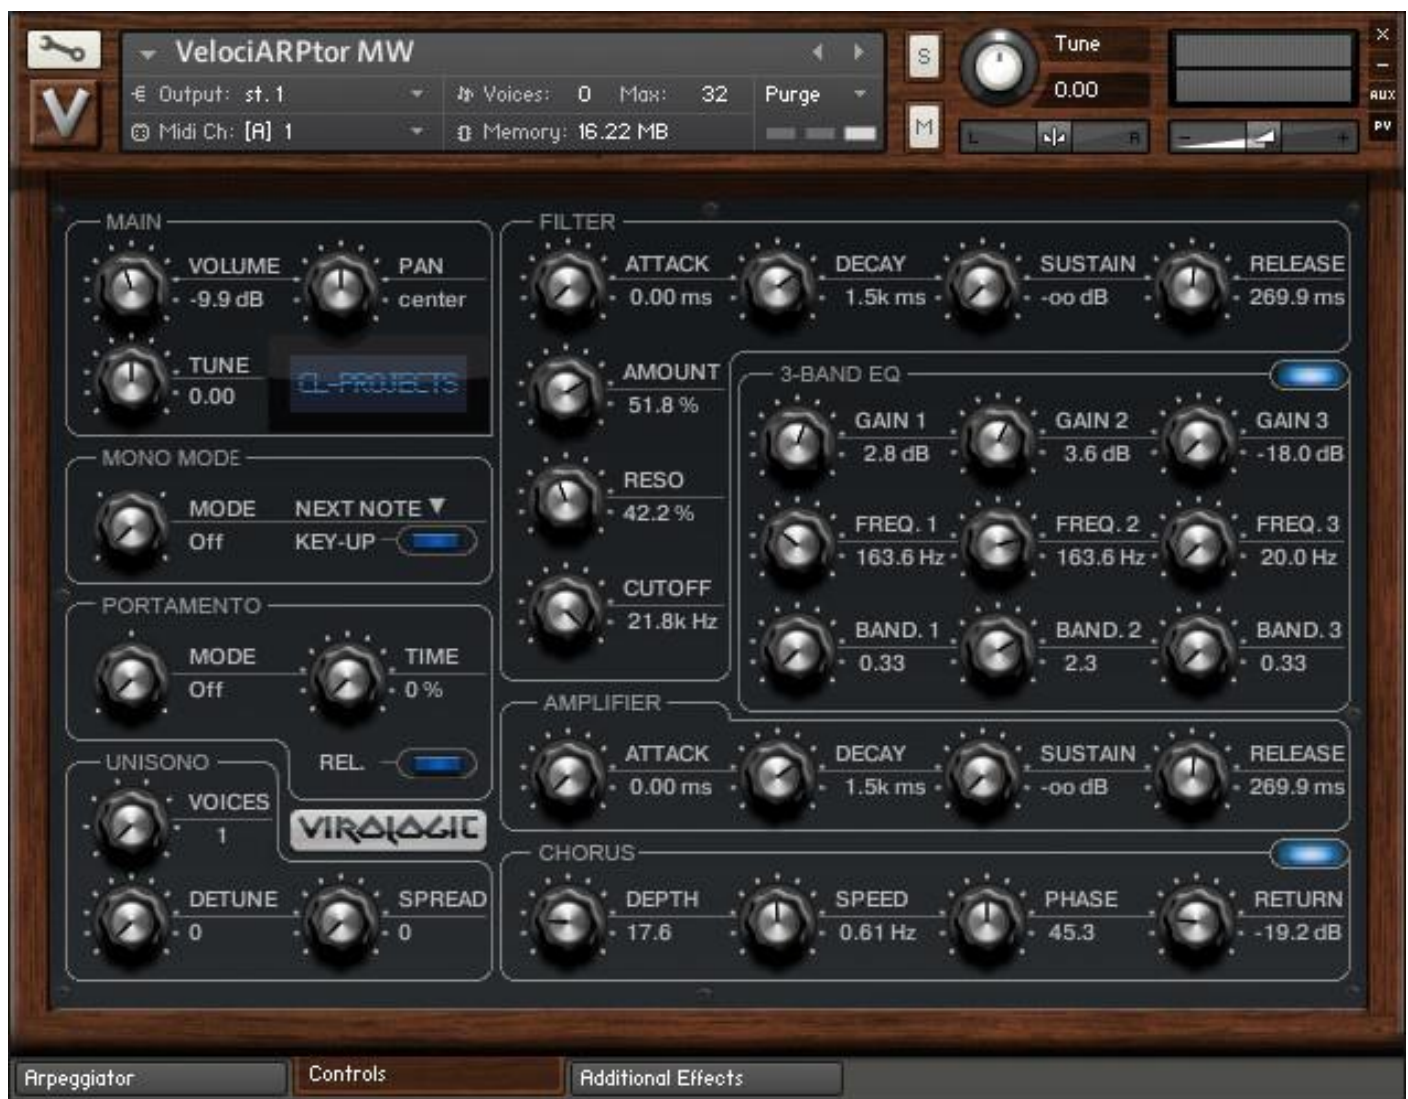 VelociARPtor MW
Output: st.1
Voices: 0 Max: 32
Purge
Midi Ch: [A] 1
Memory: 16.22 MB
S
M
Tune
0.00
L R
- +
×
-
AUX
PV
V
MAIN
VOLUME
-9.9 dB
PAN
center
TUNE
0.00
CL-PROJECTS
MONO MODE
MODE
Off
NEXT NOTE ▼
KEY-UP
PORTAMENTO
MODE
Off
TIME
0 %
REL.
UNISONO
VOICES
1
VIROLOGIC
DETUNE
0
SPREAD
0
FILTER
ATTACK
0.00 ms
DECAY
1.5k ms
SUSTAIN
-oo dB
RELEASE
269.9 ms
AMOUNT
51.8 %
RESO
42.2 %
CUTOFF
21.8k Hz
3-BAND EQ
GAIN 1
2.8 dB
GAIN 2
3.6 dB
GAIN 3
-18.0 dB
FREQ. 1
163.6 Hz
FREQ. 2
163.6 Hz
FREQ. 3
20.0 Hz
BAND. 1
0.33
BAND. 2
2.3
BAND. 3
0.33
AMPLIFIER
ATTACK
0.00 ms
DECAY
1.5k ms
SUSTAIN
-oo dB
RELEASE
269.9 ms
CHORUS
DEPTH
17.6
SPEED
0.61 Hz
PHASE
45.3
RETURN
-19.2 dB
Arpeggiator
Controls
Additional Effects